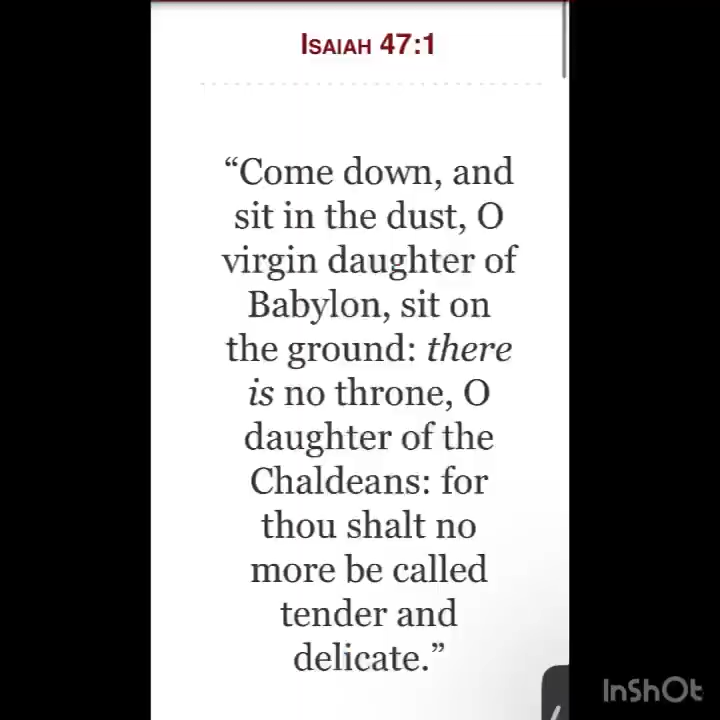 Isaiah 47:1
“Come down, and
sit in the dust, O
virgin daughter of
Babylon, sit on
the ground: there
is no throne, O
daughter of the
Chaldeans: for
thou shalt no
more be called
tender and
delicate.”
InShOt